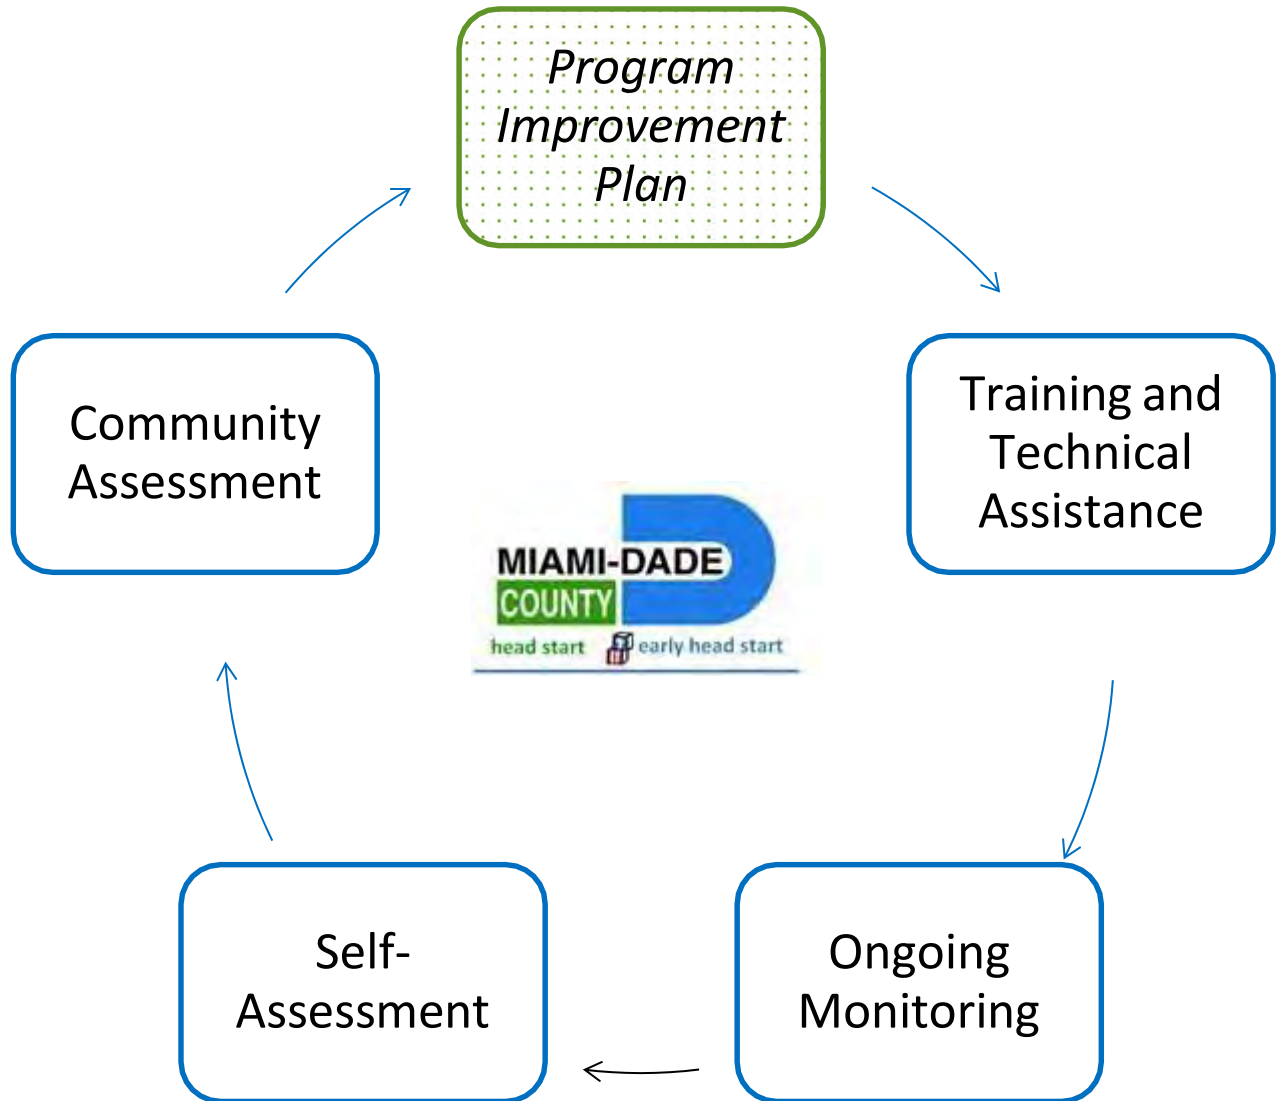 Program
Improvement
Plan
Community
Assessment
Training and
Technical
Assistance
MIAMI-DADE
COUNTY
head start early head start
Self-
Assessment
Ongoing
Monitoring